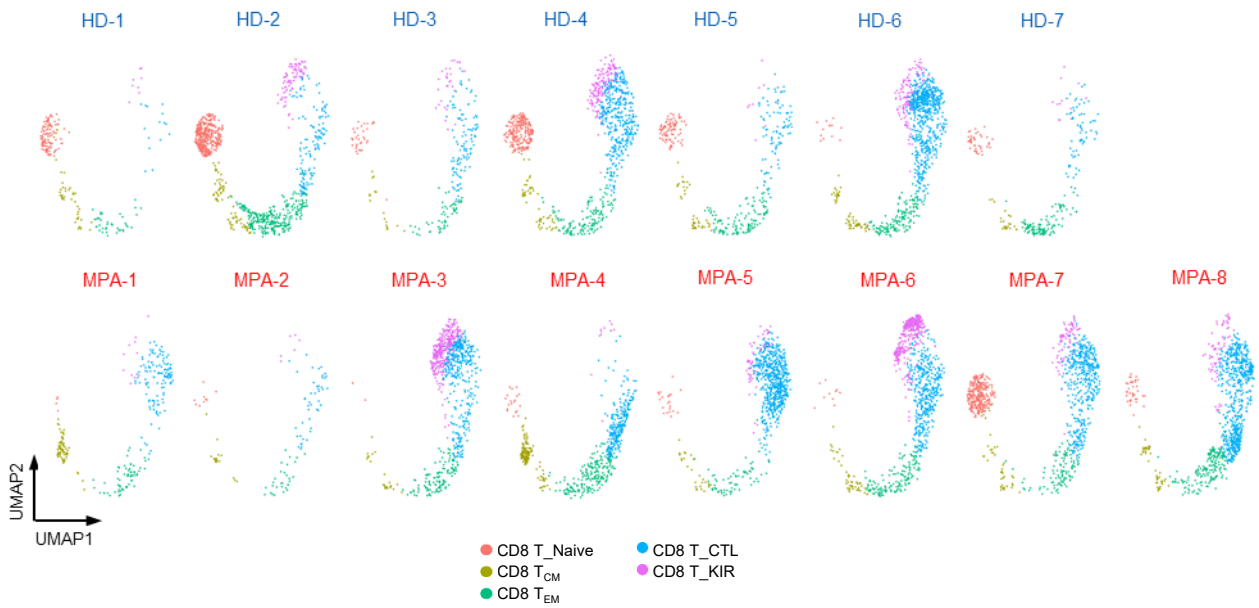 HD-1 HD-2 HD-3 HD-4 HD-5 HD-6 HD-7
MPA-1 MPA-2 MPA-3 MPA-4 MPA-5 MPA-6 MPA-7 MPA-8
UMAP2
UMAP1
CD8 T_Naive CD8 T_CTL
CD8 TCM CD8 T_KIR
CD8 TEM